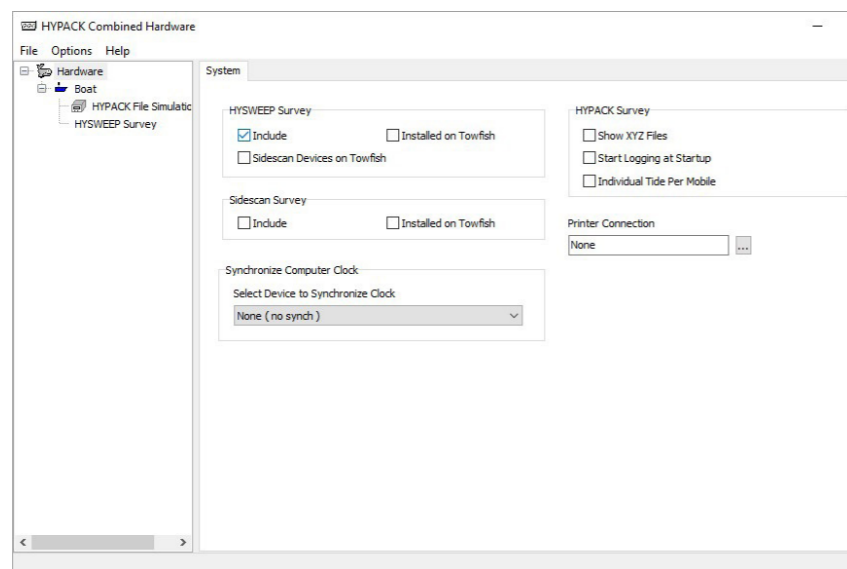 HYPACK Combined Hardware
File Options Help
Hardware
Boat
HYPACK File Simulatic
HYSWEEP Survey
System
HYSWEEP Survey
Include
Installed on Towfish
Sidescan Devices on Towfish
Sidescan Survey
Include
Installed on Towfish
Synchronize Computer Clock
Select Device to Synchronize Clock
None ( no synch )
HYPACK Survey
Show XYZ Files
Start Logging at Startup
Individual Tide Per Mobile
Printer Connection
None
...